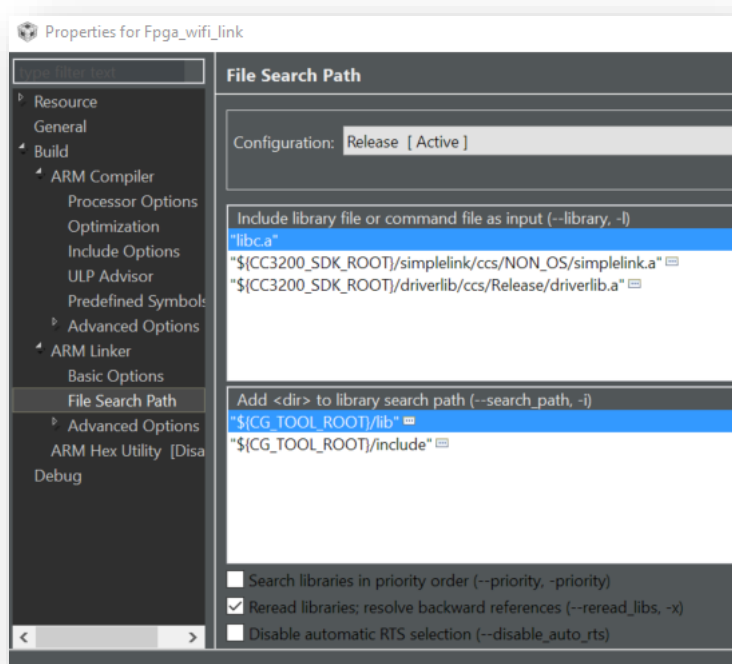 Properties for Fpga_wifi_link
type filter text
File Search Path
Resource
General
Build
ARM Compiler
Processor Options
Optimization
Include Options
ULP Advisor
Predefined Symbols
Advanced Options
ARM Linker
Basic Options
File Search Path
Advanced Options
ARM Hex Utility [Disa
Debug
Configuration: Release [ Active ]
Include library file or command file as input (--library, -l)
"libc.a"
"${CC3200_SDK_ROOT}/simplelink/ccs/NON_OS/simplelink.a"
"${CC3200_SDK_ROOT}/driverlib/ccs/Release/driverlib.a"
Add <dir> to library search path (--search_path, -i)
"${CG_TOOL_ROOT}/lib"
"${CG_TOOL_ROOT}/include"
Search libraries in priority order (--priority, -priority)
Reread libraries; resolve backward references (--reread_libs, -x)
Disable automatic RTS selection (--disable_auto_rts)